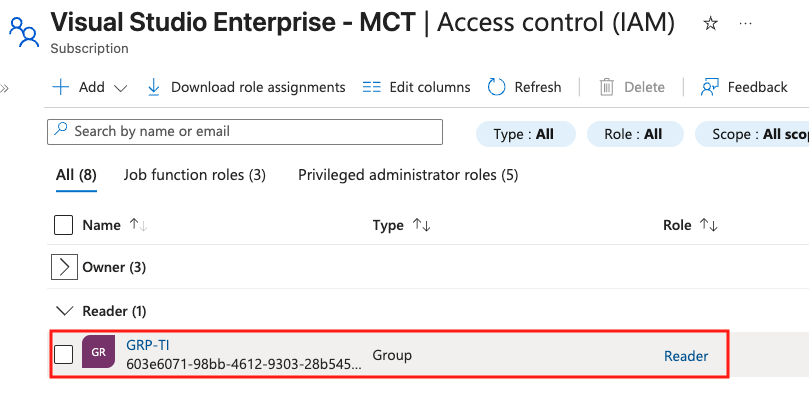 Visual Studio Enterprise - MCT | Access control (IAM)
Subscription
Add Download role assignments Edit columns Refresh Delete Feedback
Search by name or email Type : All Role : All Scope : All sco
All (8) Job function roles (3) Privileged administrator roles (5)
Name Type Role
Owner (3)
Reader (1)
GR GRP-TI
603e6071-98bb-4612-9303-28b545... Group Reader